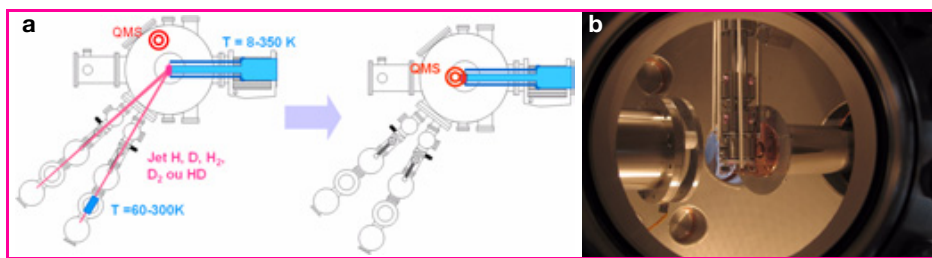 a
QMS
T = 8-350 K
Jet H, D, H₂,
D₂ ou HD
T =60-300K
QMS
b